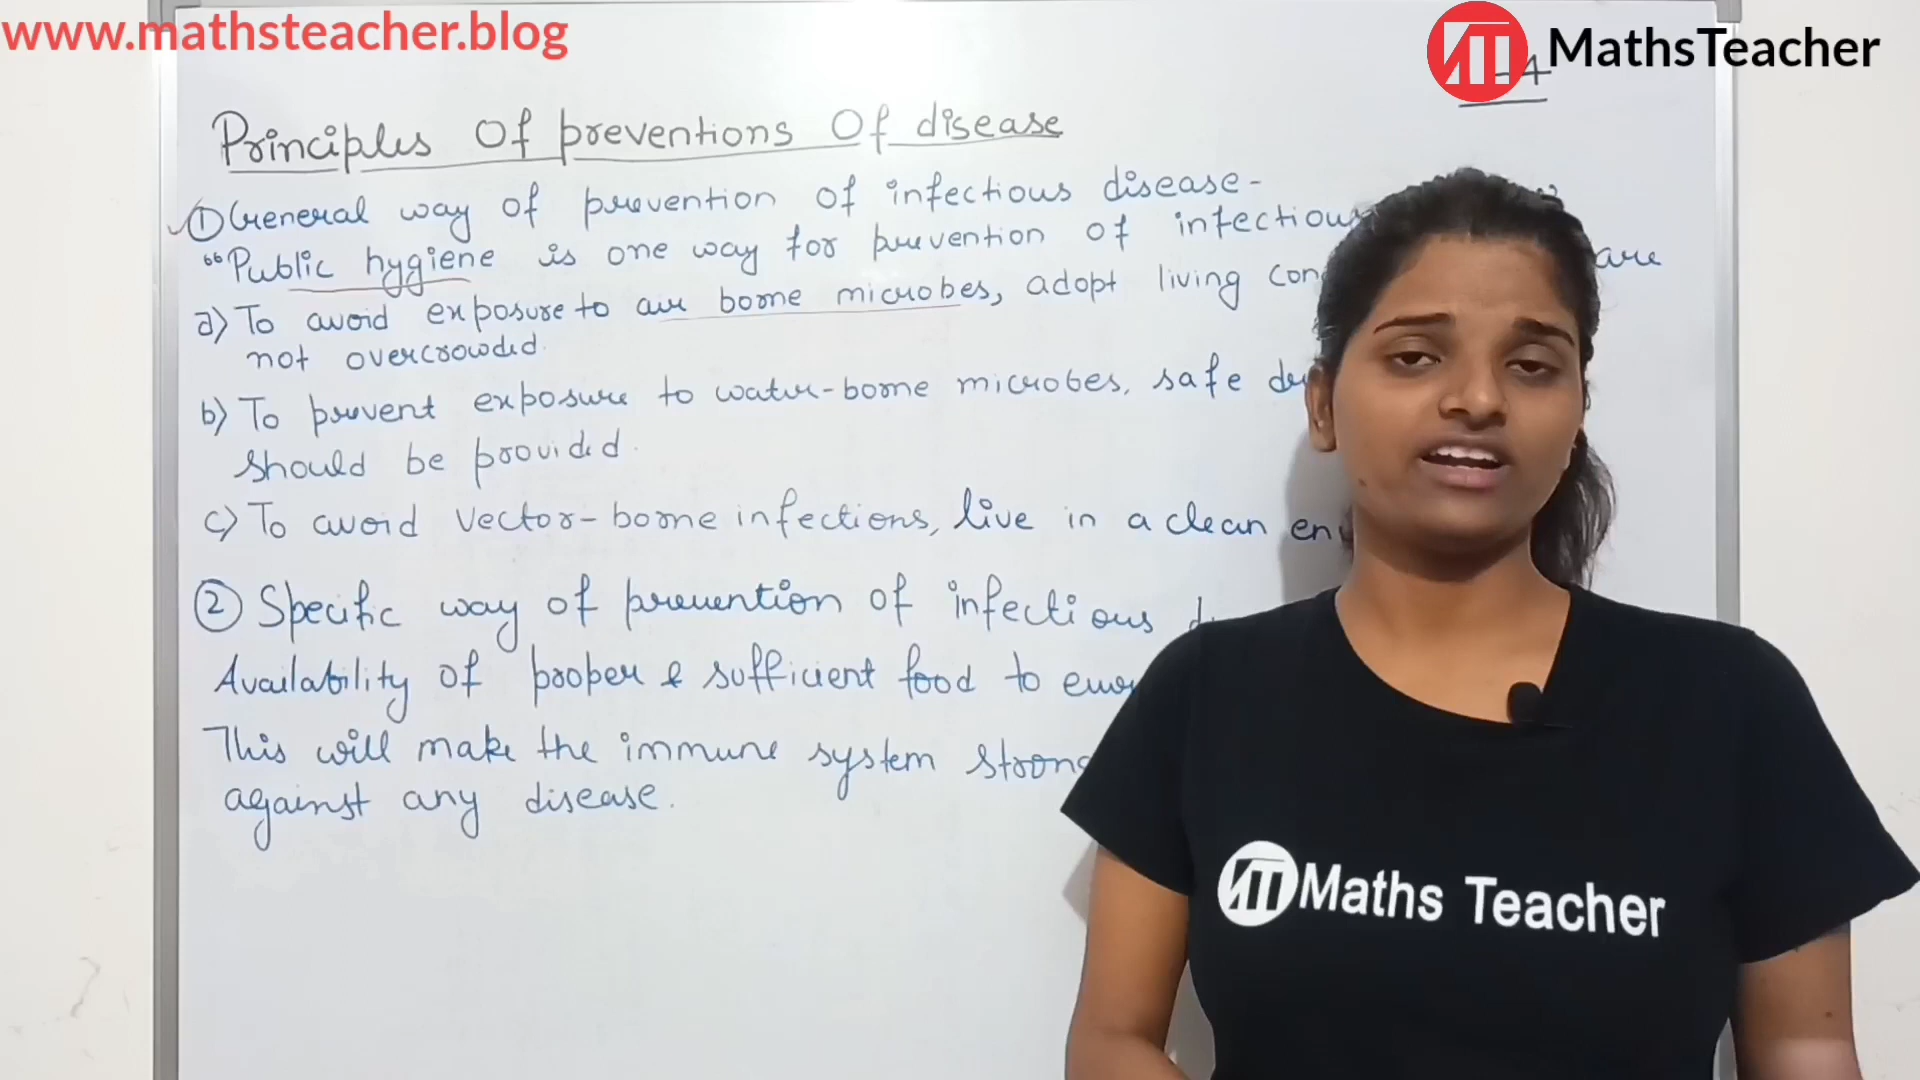 www.mathsteacher.blog
MathsTeacher
-4
Principles Of preventions Of disease
① General way of prevention of infectious disease-
"Public hygiene is one way for prevention of infectious
a) To avoid exposure to air borne microbes, adopt living are
not overcrowded.
b) To prevent exposure to water-borne microbes, safe
should be provided.
c) To avoid vector-borne infections, live in a clean
② Specific way of prevention of infectious
Availability of proper & sufficient food to
This will make the immune system strong
against any disease.
Maths Teacher